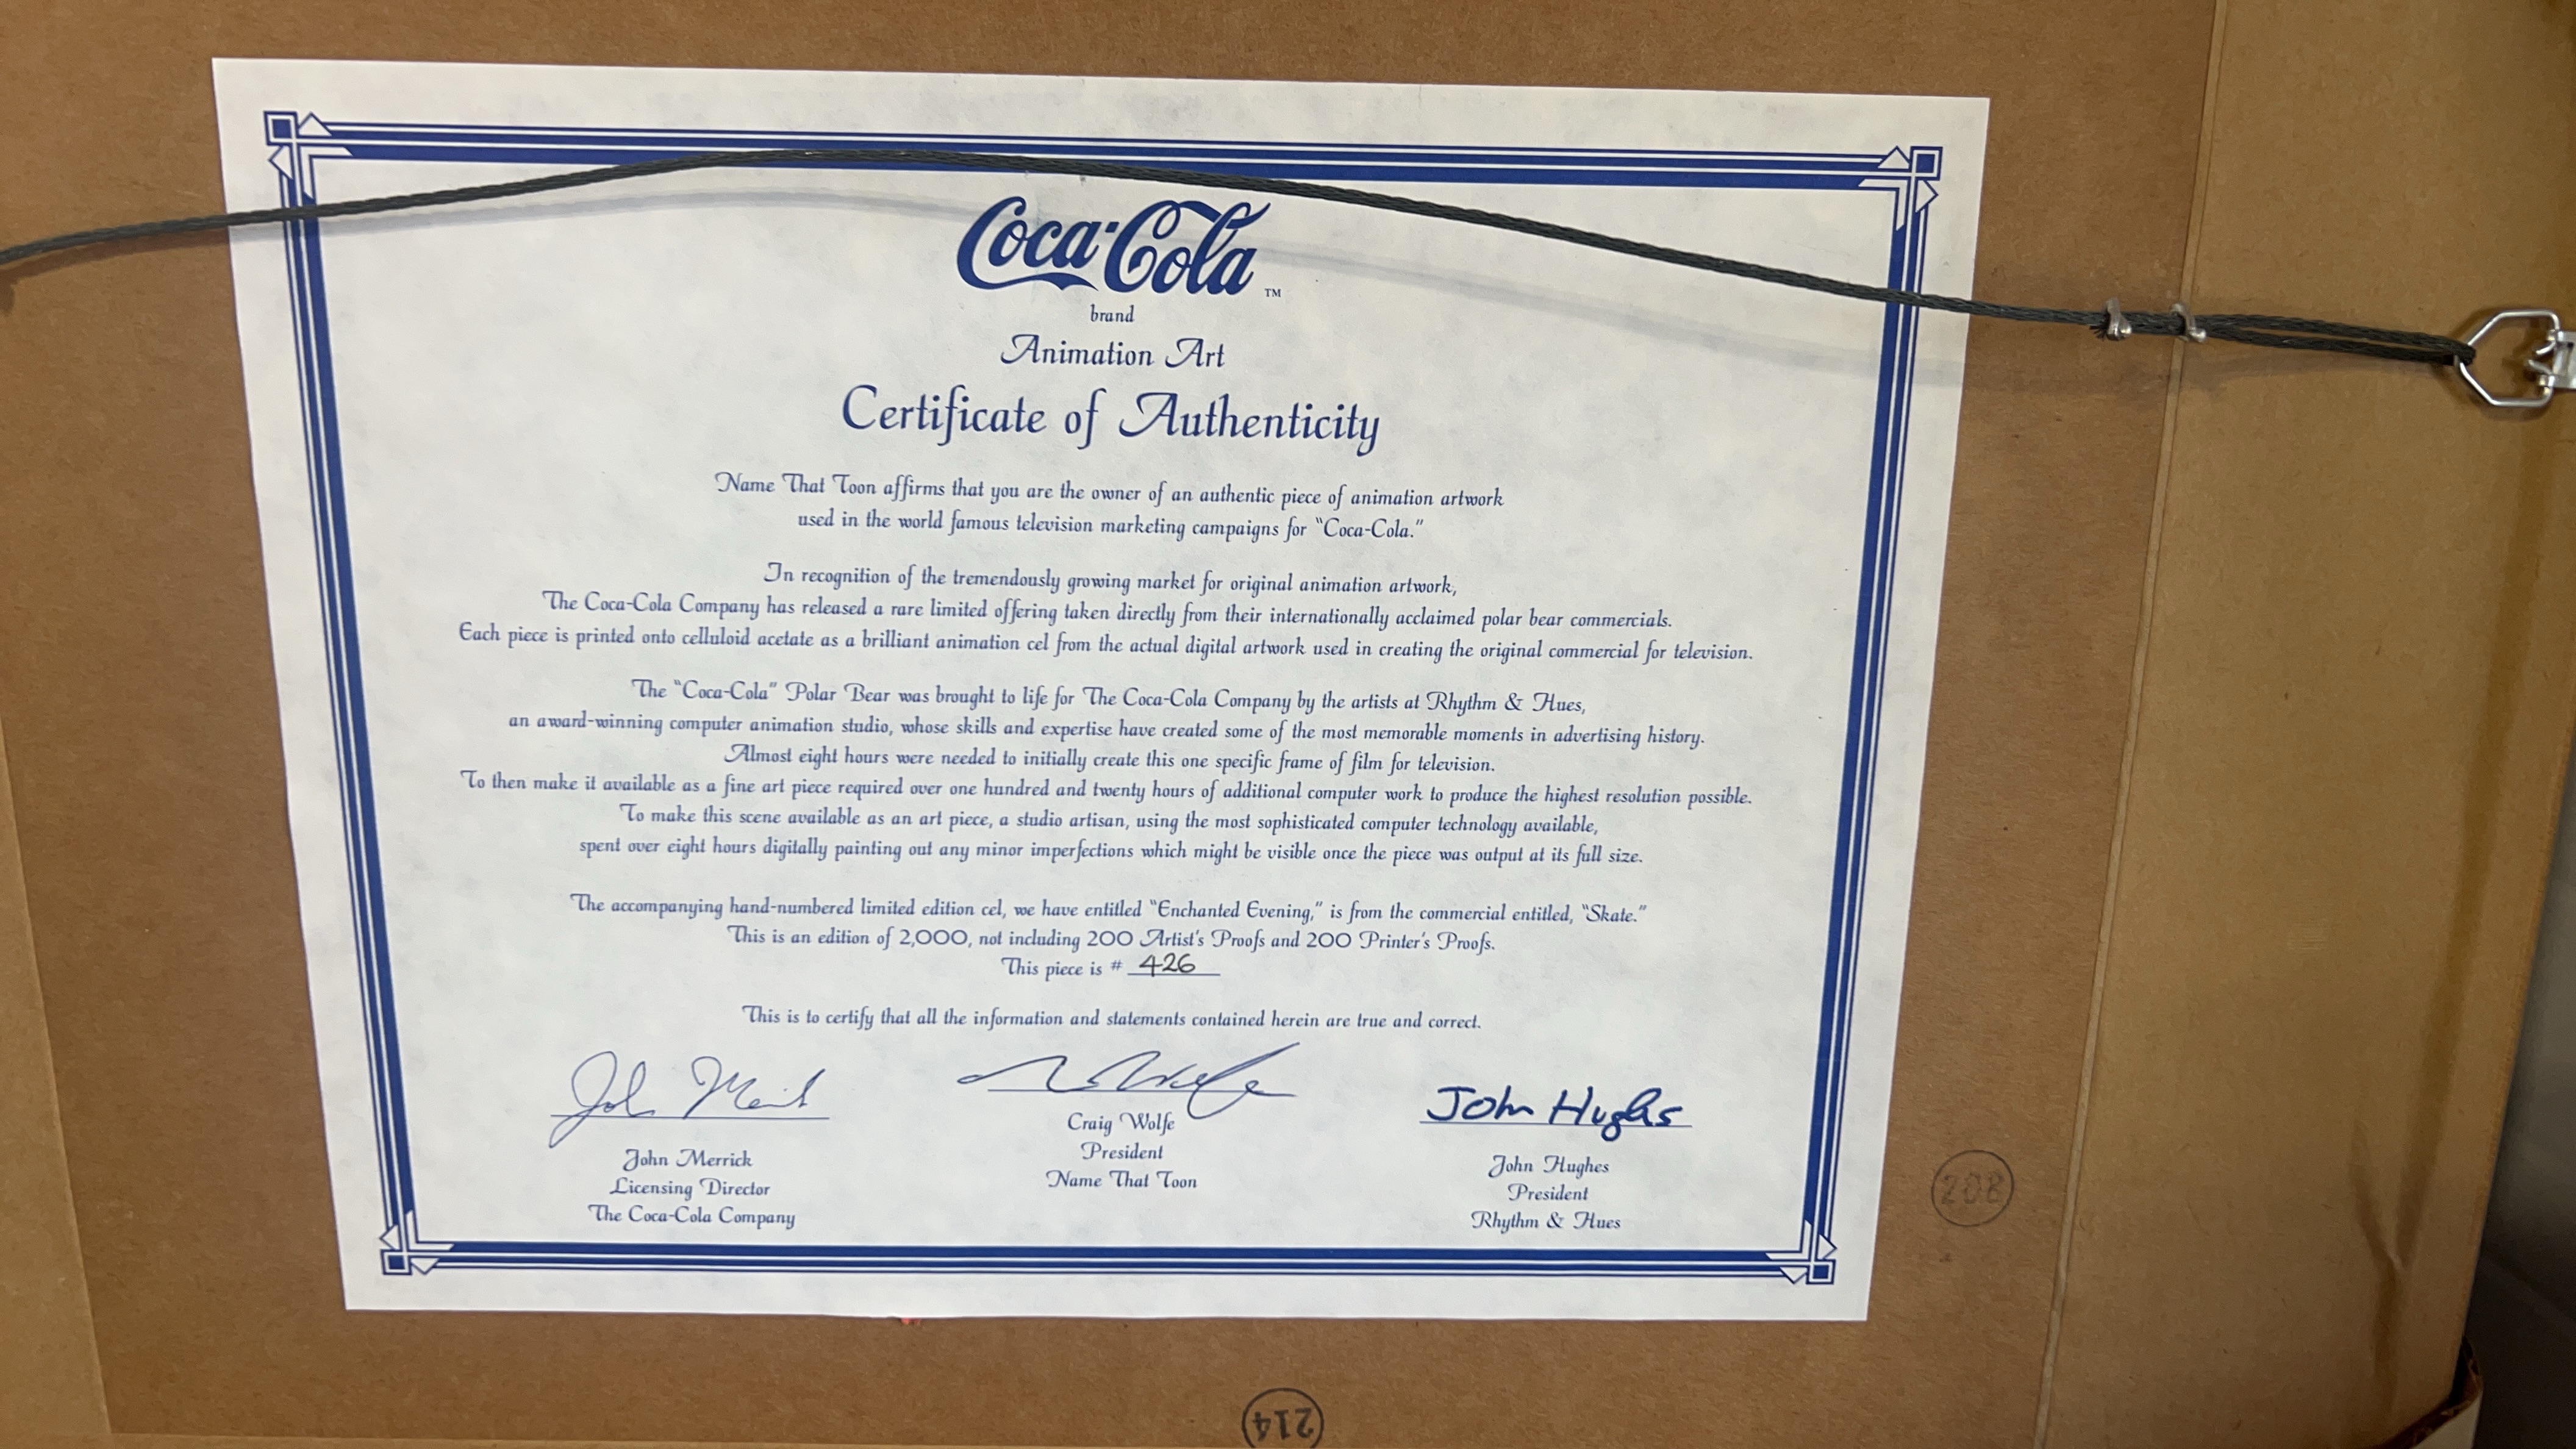 Coca-Cola ™
brand
Animation Art
Certificate of Authenticity
Name That Toon affirms that you are the owner of an authentic piece of animation artwork
used in the world famous television marketing campaigns for “Coca-Cola.”
In recognition of the tremendously growing market for original animation artwork,
The Coca-Cola Company has released a rare limited offering taken directly from their internationally acclaimed polar bear commercials.
Each piece is printed onto celluloid acetate as a brilliant animation cel from the actual digital artwork used in creating the original commercial for television.
The “Coca-Cola” Polar Bear was brought to life for The Coca-Cola Company by the artists at Rhythm & Hues,
an award-winning computer animation studio, whose skills and expertise have created some of the most memorable moments in advertising history.
Almost eight hours were needed to initially create this one specific frame of film for television.
To then make it available as a fine art piece required over one hundred and twenty hours of additional computer work to produce the highest resolution possible.
To make this scene available as an art piece, a studio artisan, using the most sophisticated computer technology available,
spent over eight hours digitally painting out any minor imperfections which might be visible once the piece was output at its full size.
The accompanying hand-numbered limited edition cel, we have entitled “Enchanted Evening,” is from the commercial entitled, “Skate.”
This is an edition of 2,000, not including 200 Artist's Proofs and 200 Printer's Proofs.
This piece is # 426
This is to certify that all the information and statements contained herein are true and correct.
John Hughes
John Merrick
Licensing Director
The Coca-Cola Company
Craig Wolfe
President
Name That Toon
John Hughes
President
Rhythm & Hues
208
214